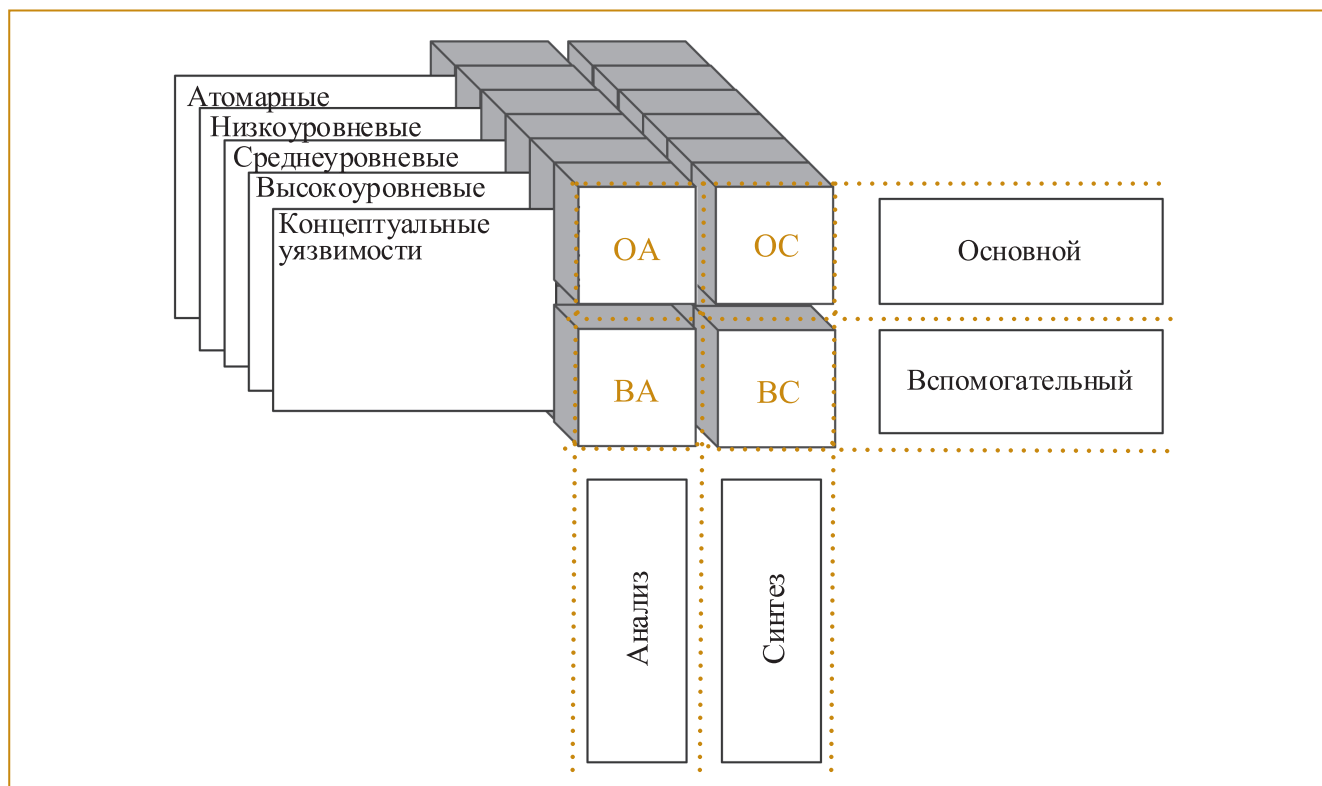 Атомарные
Низкоуровневые
Среднеуровневые
Высокоуровневые
Концептуальные
уязвимости
ОА
ОС
Основной
ВА
ВС
Вспомогательный
Анализ
Синтез